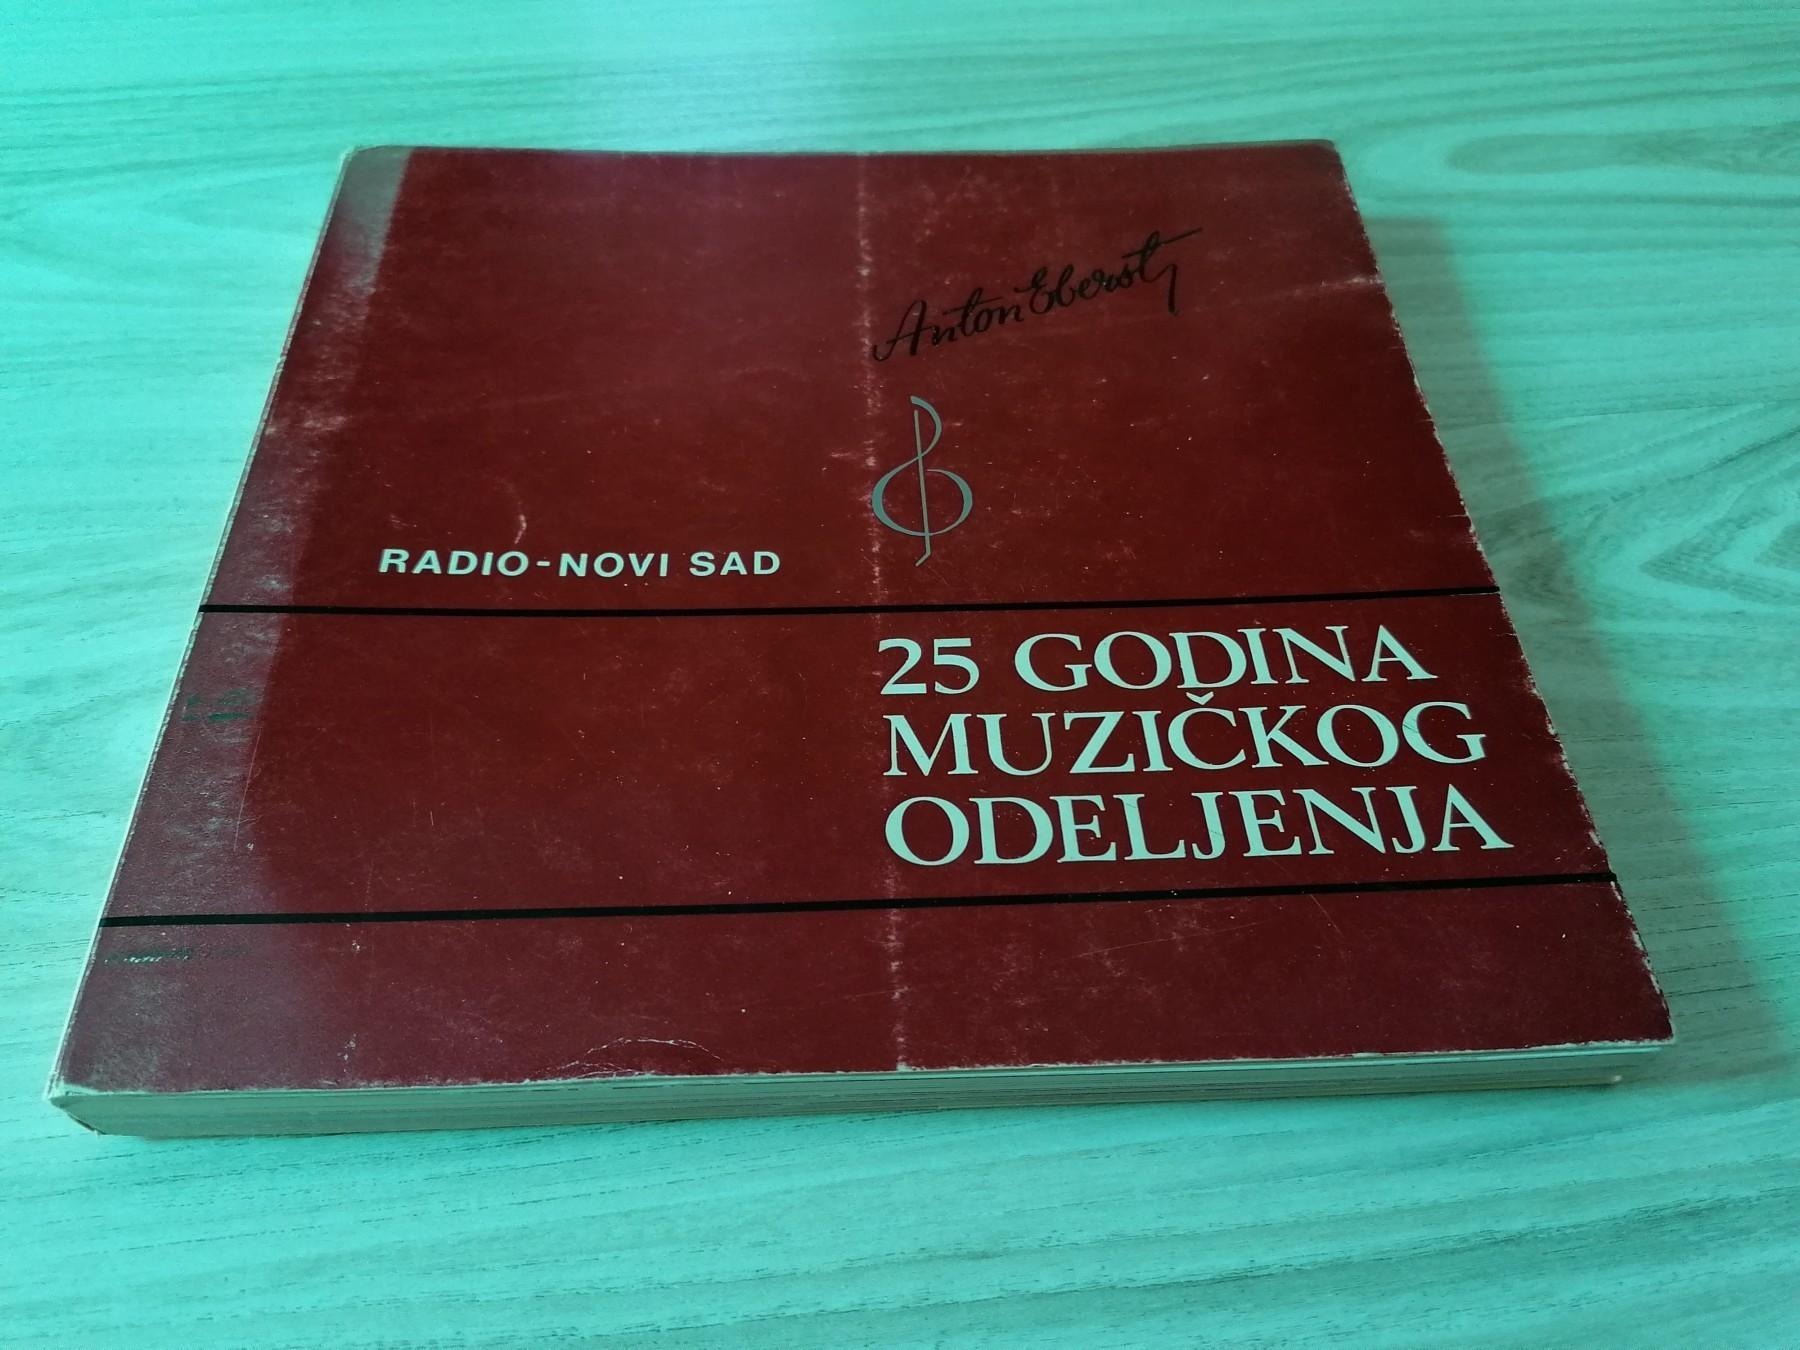 Anton Eberst
RADIO-NOVI SAD
25 GODINA
MUZIČKOG
ODELJENJA